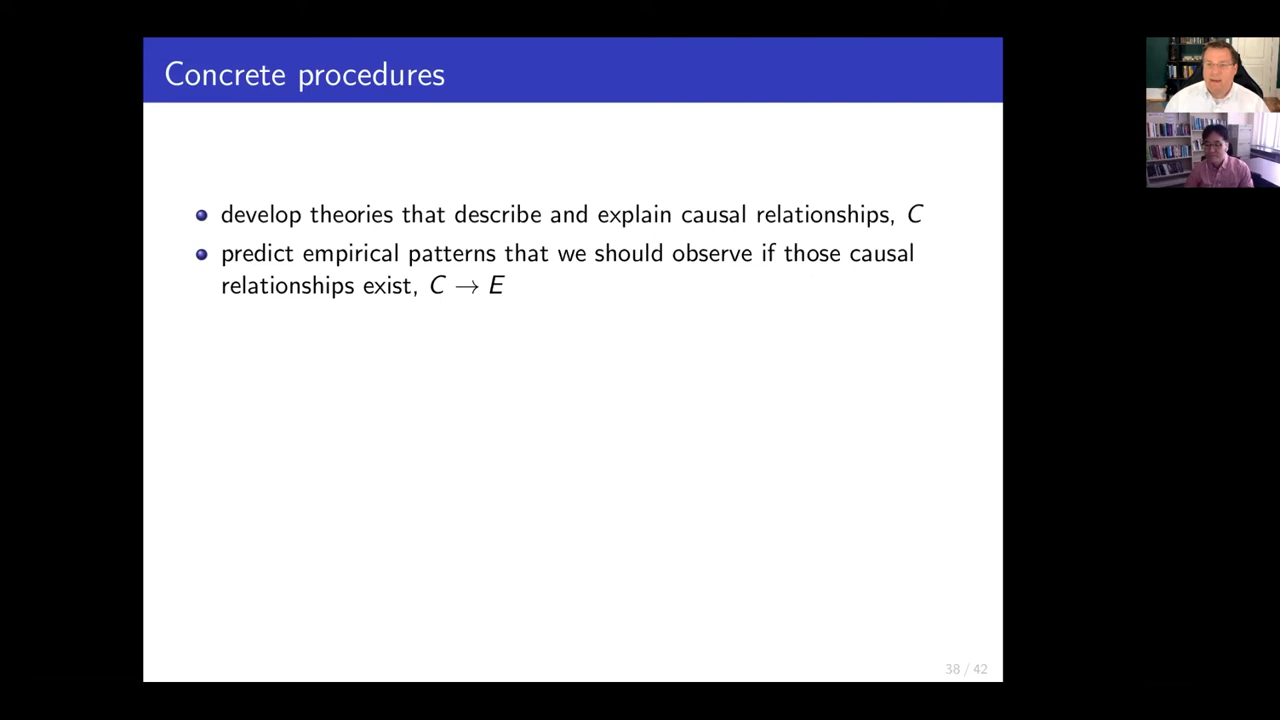 Concrete procedures
develop theories that describe and explain causal relationships, C
predict empirical patterns that we should observe if those causal
relationships exist, C → E
38 / 42